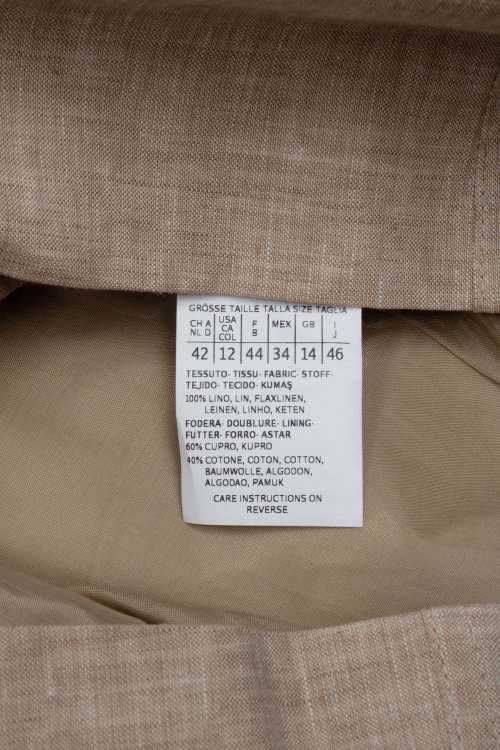 GRÖSSE TAILLE TALLA SIZE TAGLIA
CH A NL D USA CA COL F B MEX GB I J
42 12 44 34 14 46
TESSUTO- TISSU- FABRIC- STOFF-
TEJIDO- TECIDO- KUMAŞ
100% LINO, LIN, FLAXLINEN,
LEINEN, LINHO, KETEN
FODERA- DOUBLURE- LINING-
FUTTER- FORRO- ASTAR
60% CUPRO, KUPRO
40% COTONE, COTON, COTTON,
BAUMWOLLE, ALGODON,
ALGODAO, PAMUK
CARE INSTRUCTIONS ON
REVERSE